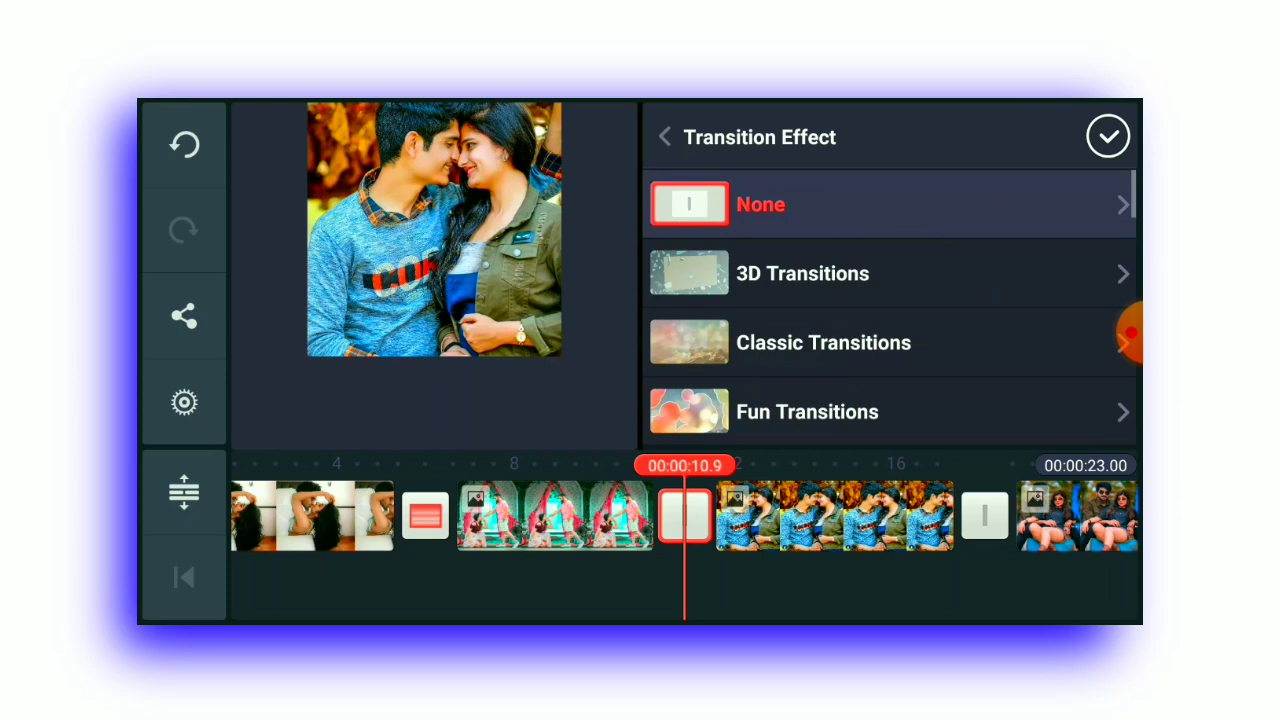 Transition Effect
None
3D Transitions
Classic Transitions
Fun Transitions
4
8
00:00:10.9
2
16
00:00:23.00